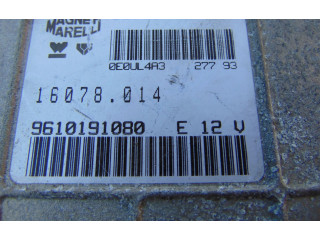 MAGNETI
MARELLI
0E0UL4A3 277 93
16078.014
9610191080 E 12 V